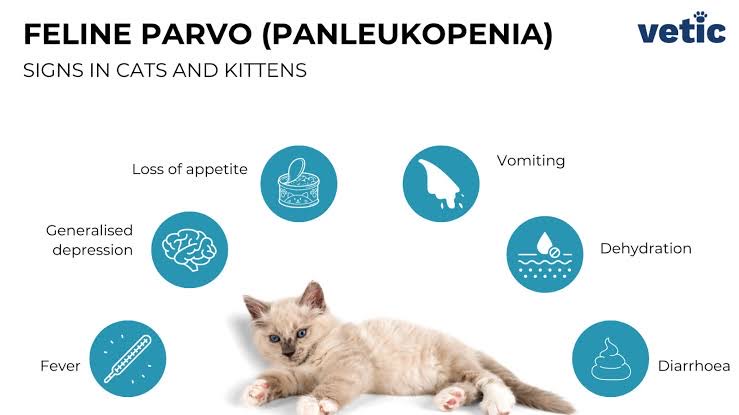 FELINE PARVO (PANLEUKOPENIA)
vetic
SIGNS IN CATS AND KITTENS
Loss of appetite
Vomiting
Generalised
depression
Dehydration
Fever
Diarrhoea